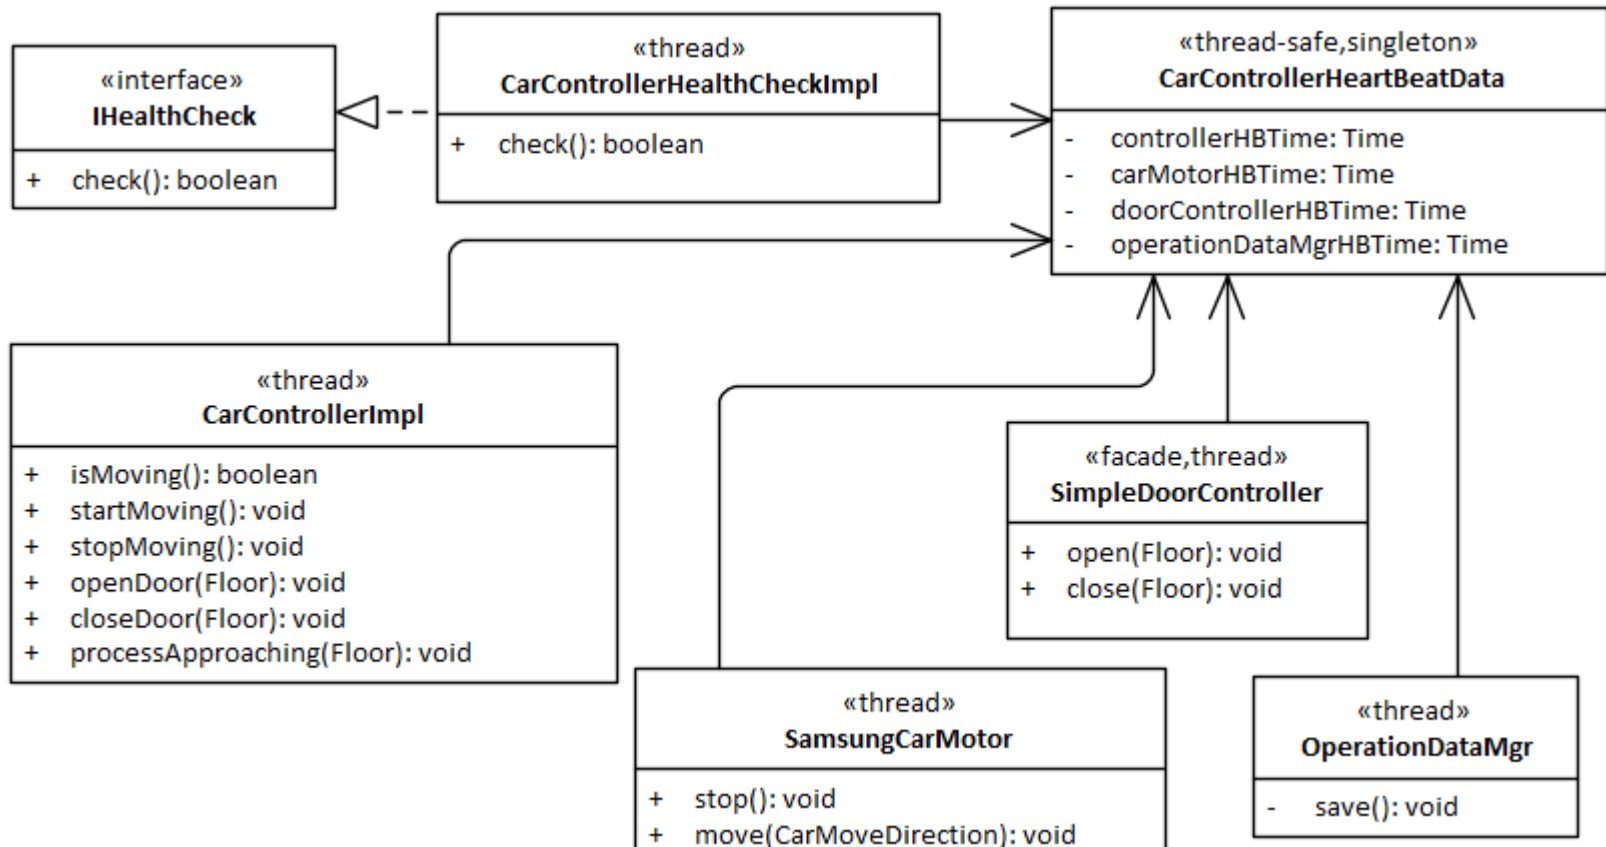 «interface»
IHealthCheck
+ check(): boolean
«thread»
CarControllerHealthCheckImpl
+ check(): boolean
«thread-safe,singleton»
CarControllerHeartBeatData
- controllerHBTime: Time
- carMotorHBTime: Time
- doorControllerHBTime: Time
- operationDataMgrHBTime: Time
«thread»
CarControllerImpl
+ isMoving(): boolean
+ startMoving(): void
+ stopMoving(): void
+ openDoor(Floor): void
+ closeDoor(Floor): void
+ processApproaching(Floor): void
«facade,thread»
SimpleDoorController
+ open(Floor): void
+ close(Floor): void
«thread»
SamsungCarMotor
+ stop(): void
+ move(CarMoveDirection): void
«thread»
OperationDataMgr
- save(): void